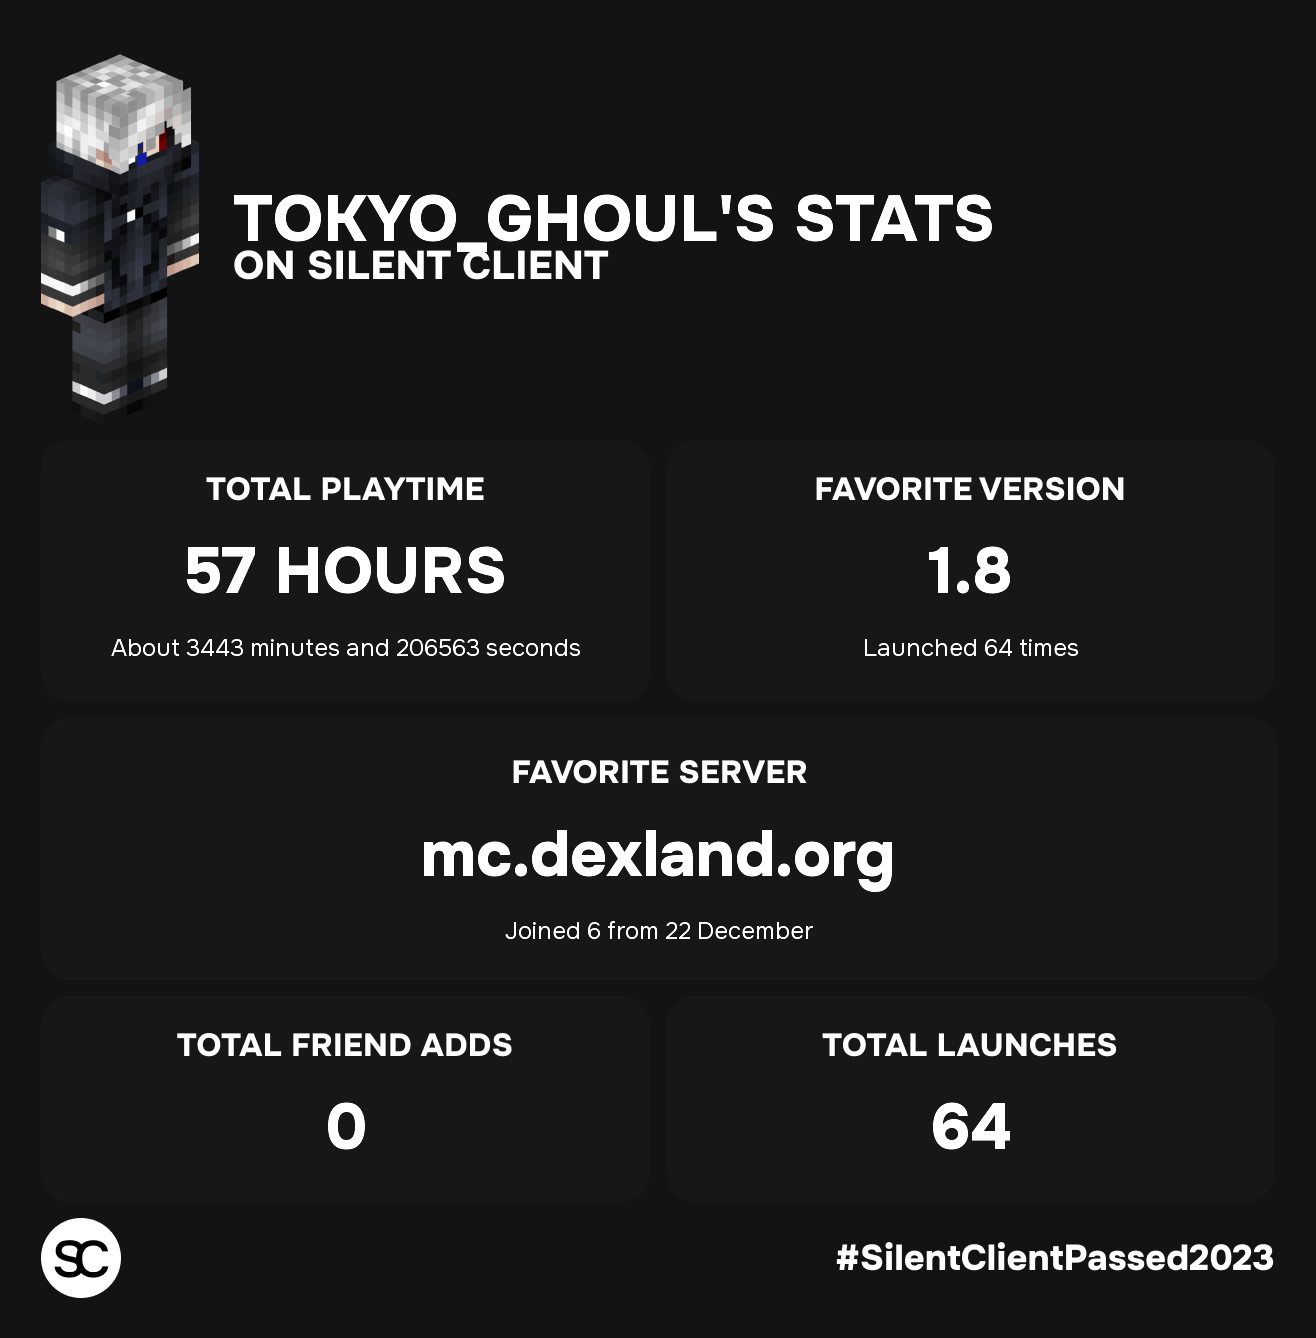 TOKYO_GHOUL'S STATS
ON SILENT CLIENT
TOTAL PLAYTIME
57 HOURS
About 3443 minutes and 206563 seconds
FAVORITE VERSION
1.8
Launched 64 times
FAVORITE SERVER
mc.dexland.org
Joined 6 from 22 December
TOTAL FRIEND ADDS
0
TOTAL LAUNCHES
64
SC
#SilentClientPassed2023